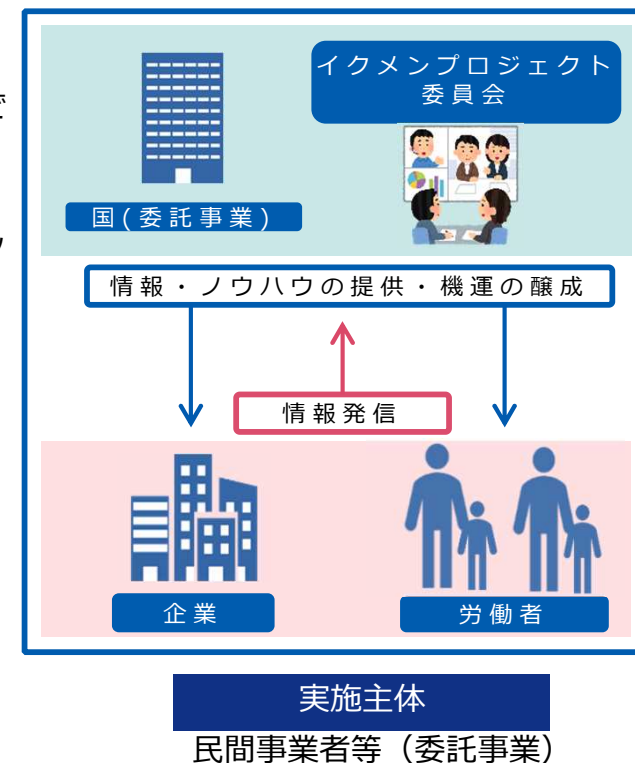 イクメンプロジェクト
委員会
国(委託事業)
情報・ノウハウの提供・機運の醸成
情報発信
企業
労働者
実施主体
民間事業者等（委託事業）